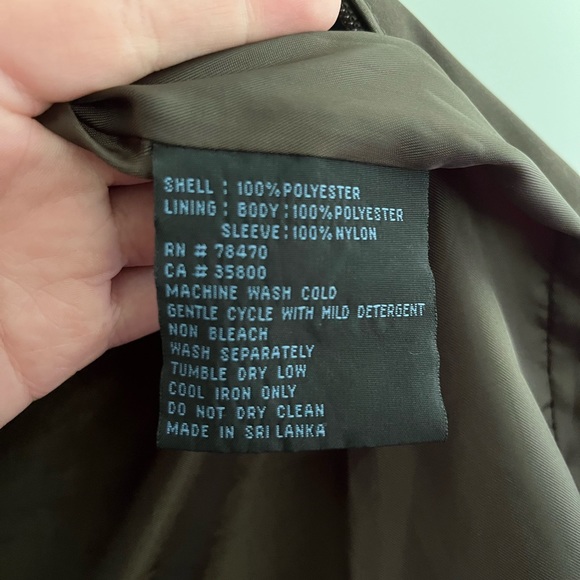 SHELL : 100% POLYESTER
LINING : BODY : 100% POLYESTER
SLEEVE : 100% NYLON
RN # 78470
CA # 35800
MACHINE WASH COLD
GENTLE CYCLE WITH MILD DETERGENT
NON BLEACH
WASH SEPARATELY
TUMBLE DRY LOW
COOL IRON ONLY
DO NOT DRY CLEAN
MADE IN SRI LANKA